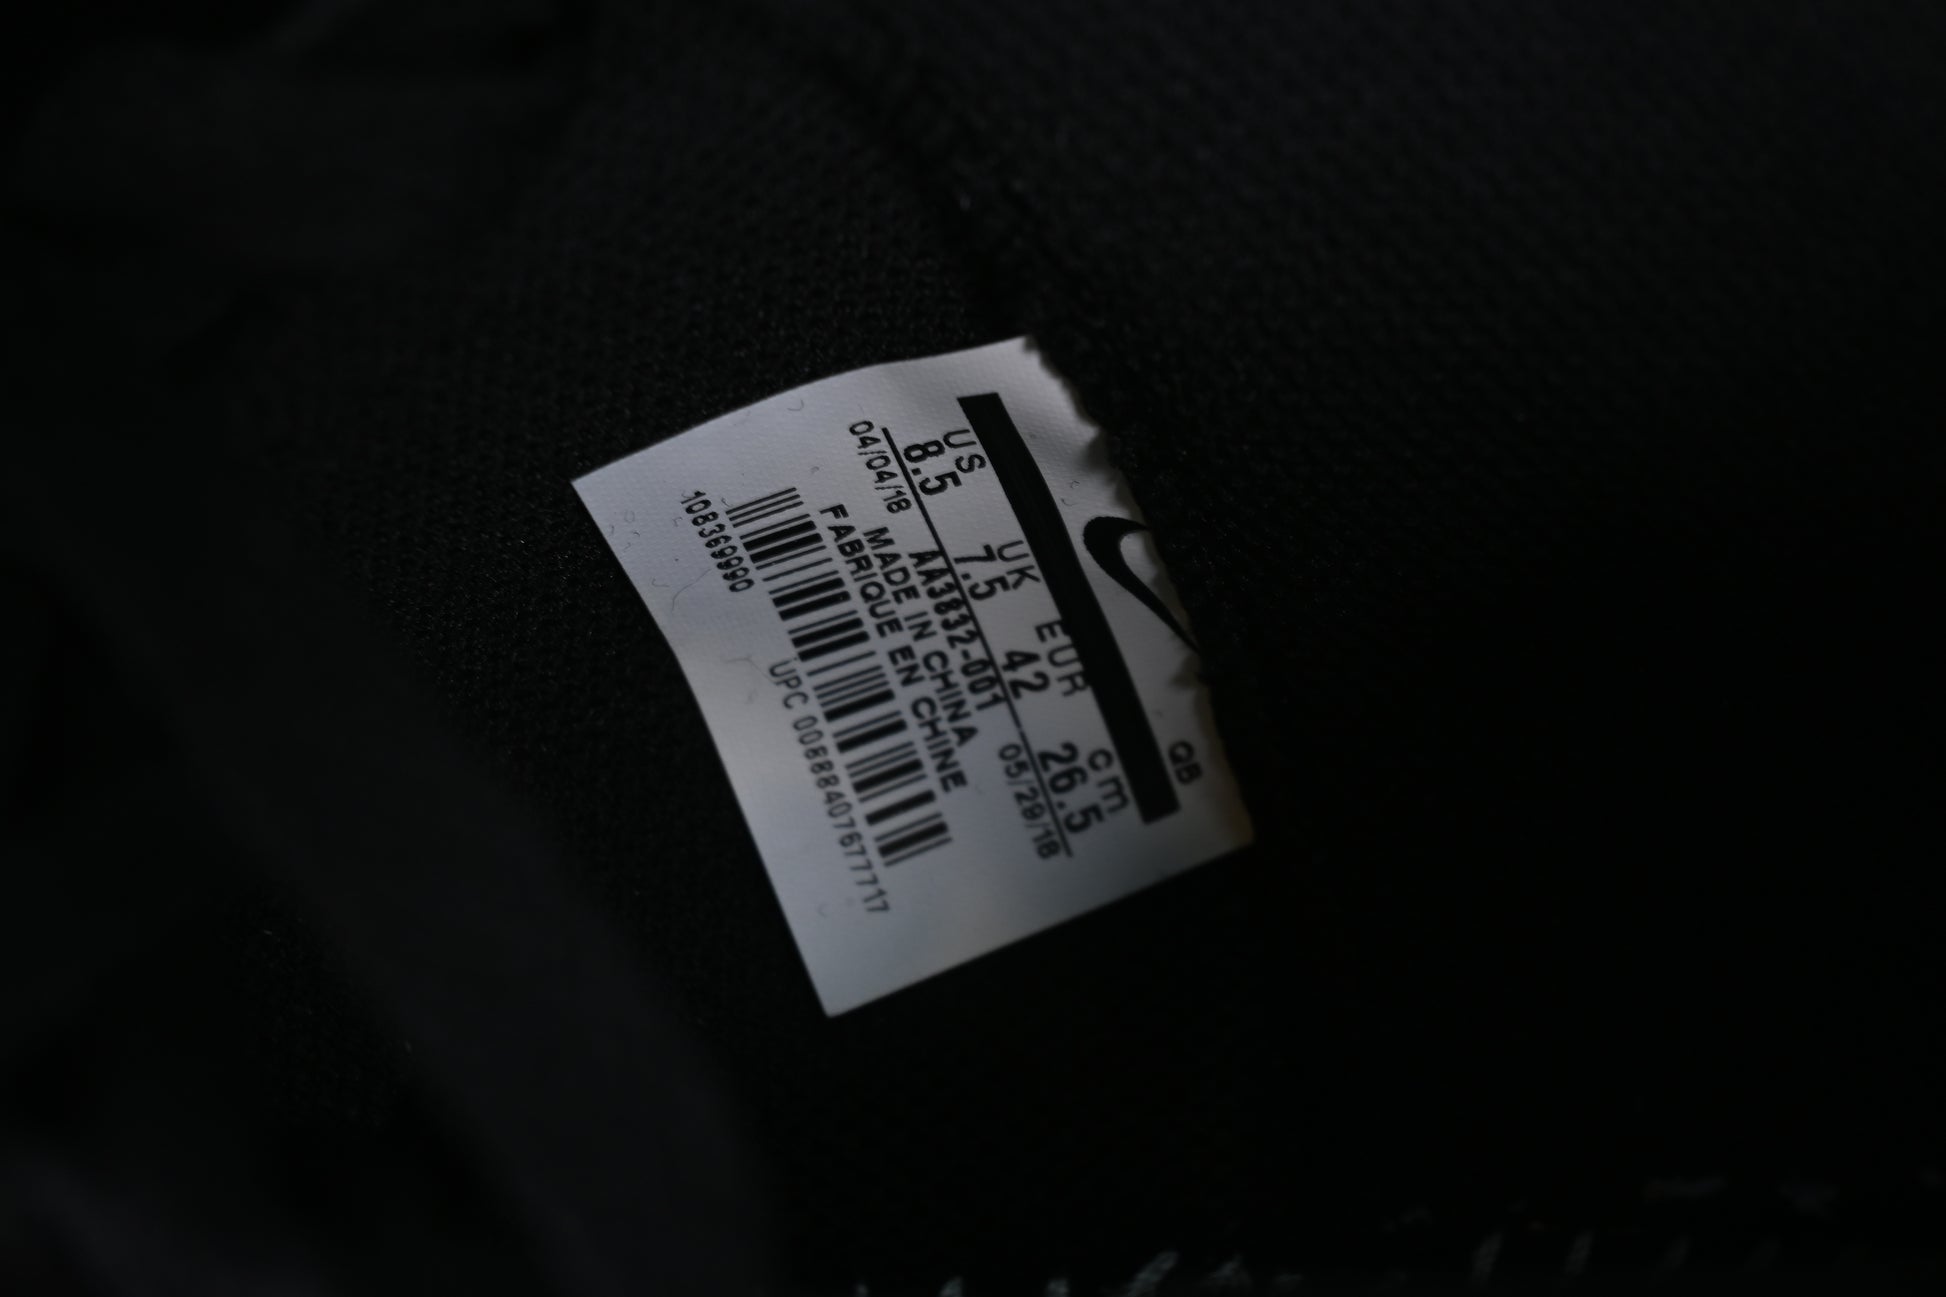 QB
US UK EUR cm
8.5 7.5 42 26.5
04/04/18 AA3832-001 05/29/18
MADE IN CHINA
FABRIQUE EN CHINE
108369990 UPC 00888407677717